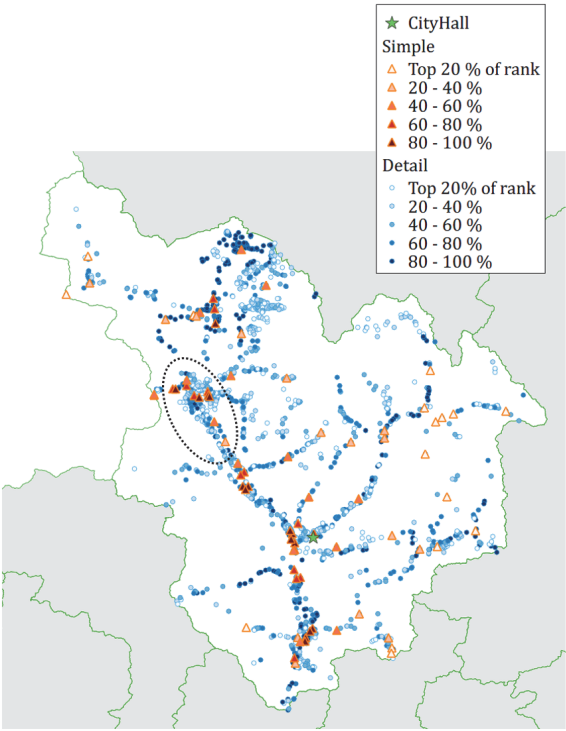 CityHall
Simple
Top 20 % of rank
20 - 40 %
40 - 60 %
60 - 80 %
80 - 100 %
Detail
Top 20% of rank
20 - 40 %
40 - 60 %
60 - 80 %
80 - 100 %